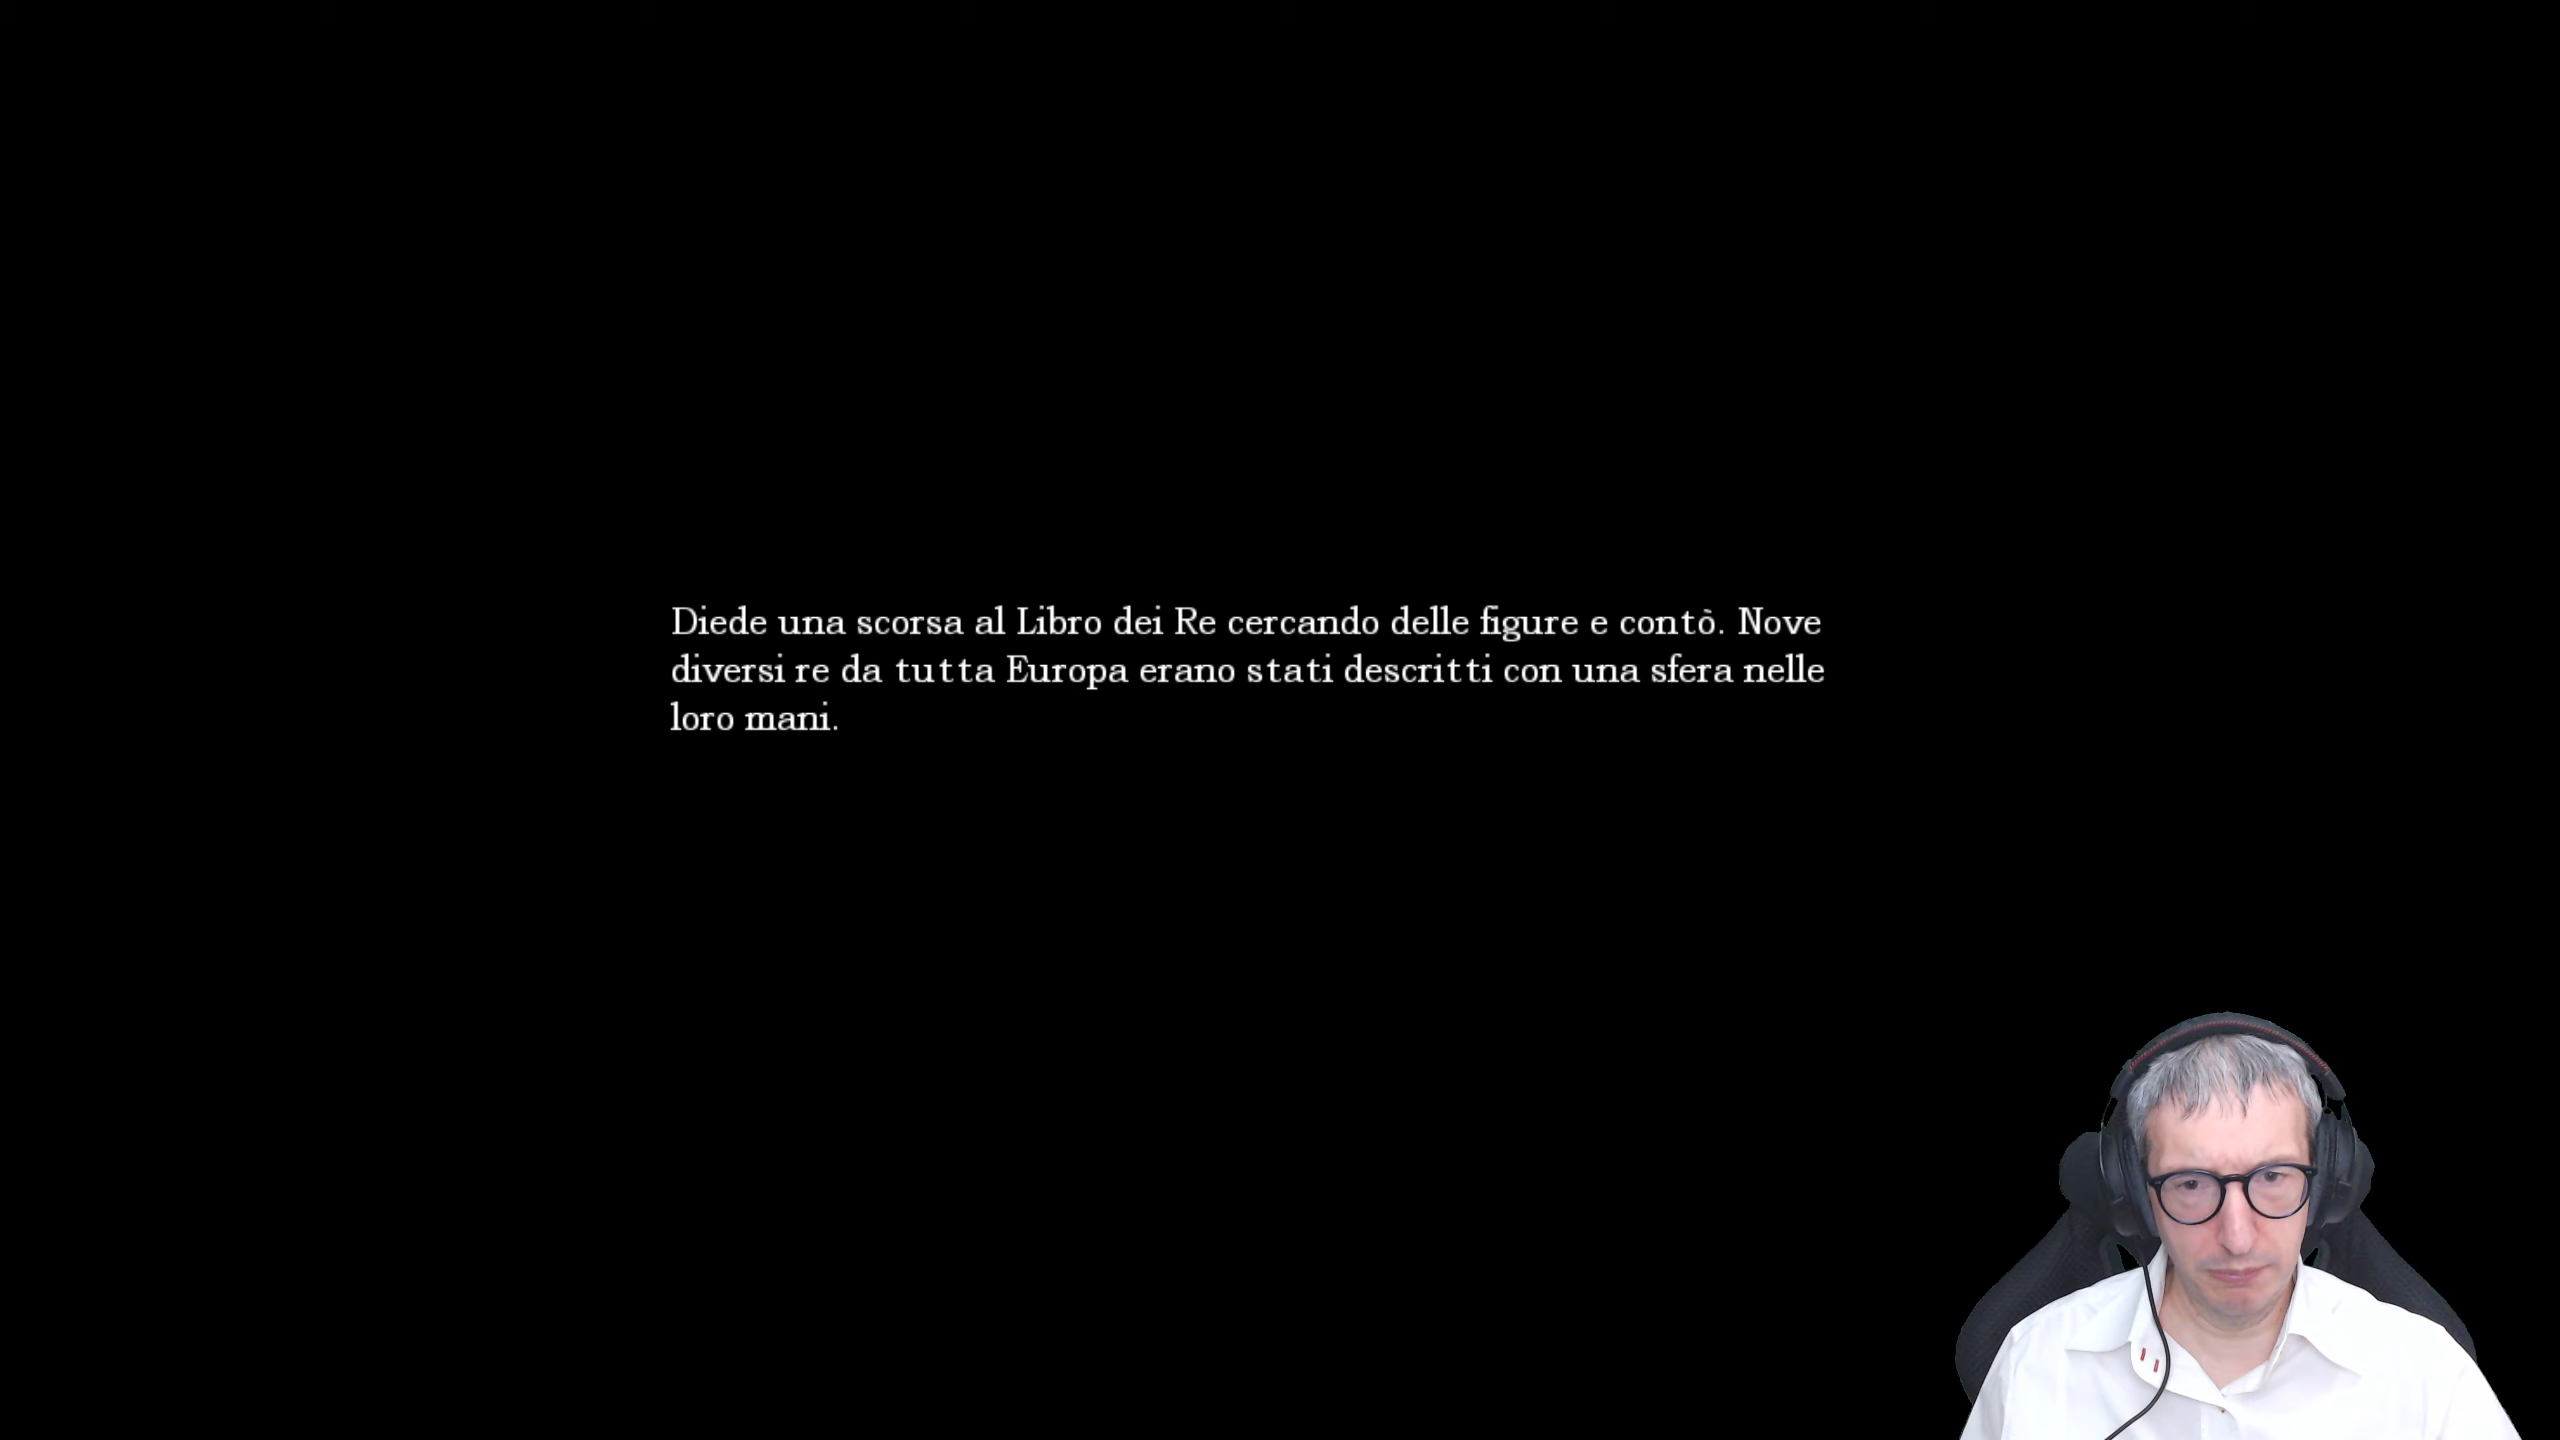 Diede una scorsa al Libro dei Re cercando delle figure e contò. Nove
diversi re da tutta Europa erano stati descritti con una sfera nelle
loro mani.